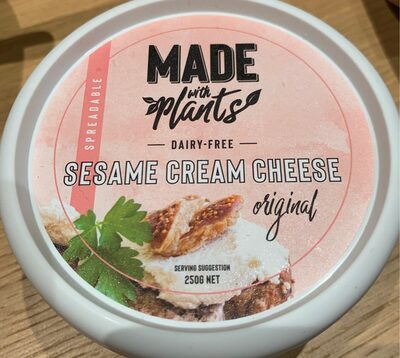 MADE
with
plants
DAIRY-FREE
SPREADABLE
SESAME CREAM CHEESE
original
SERVING SUGGESTION
250G NET